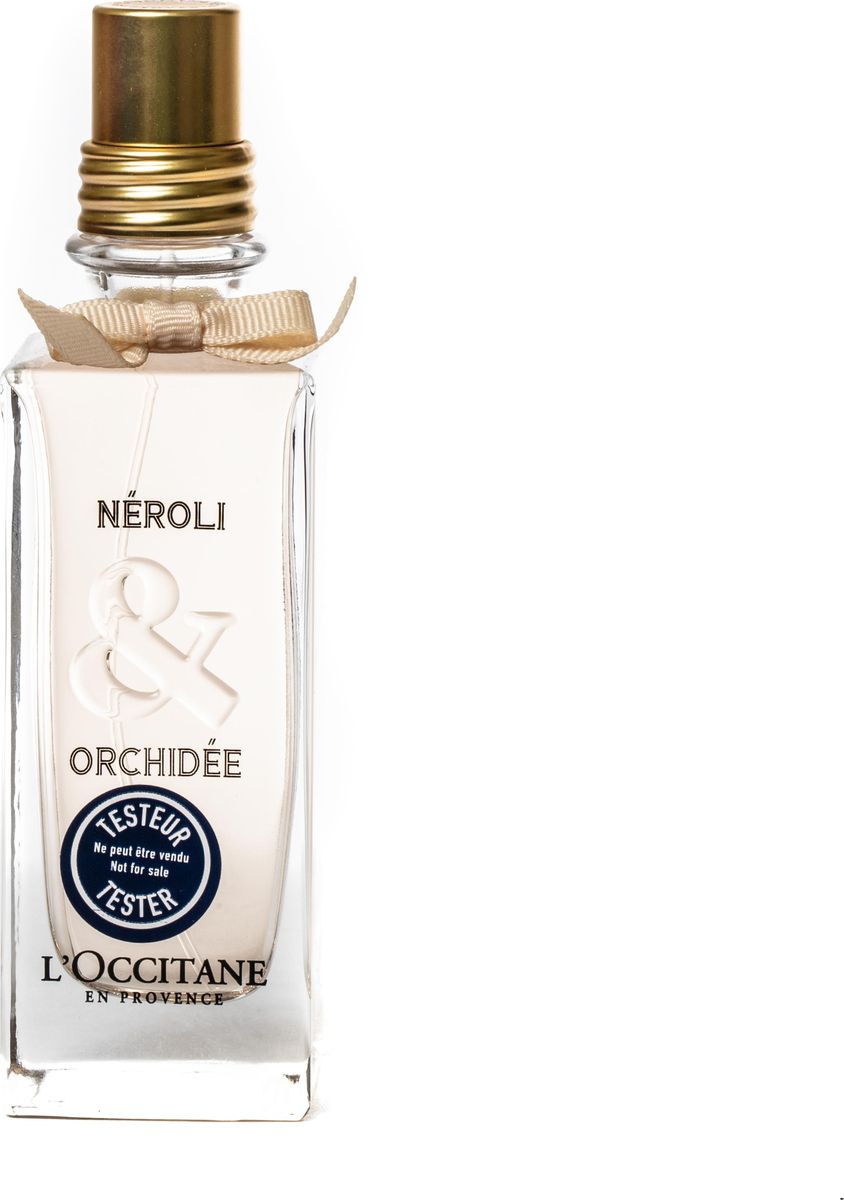 NÉROLI
&
ORCHIDÉE
TESTEUR
Ne peut être vendu
Not for sale
TESTER
L'OCCITANE
EN PROVENCE